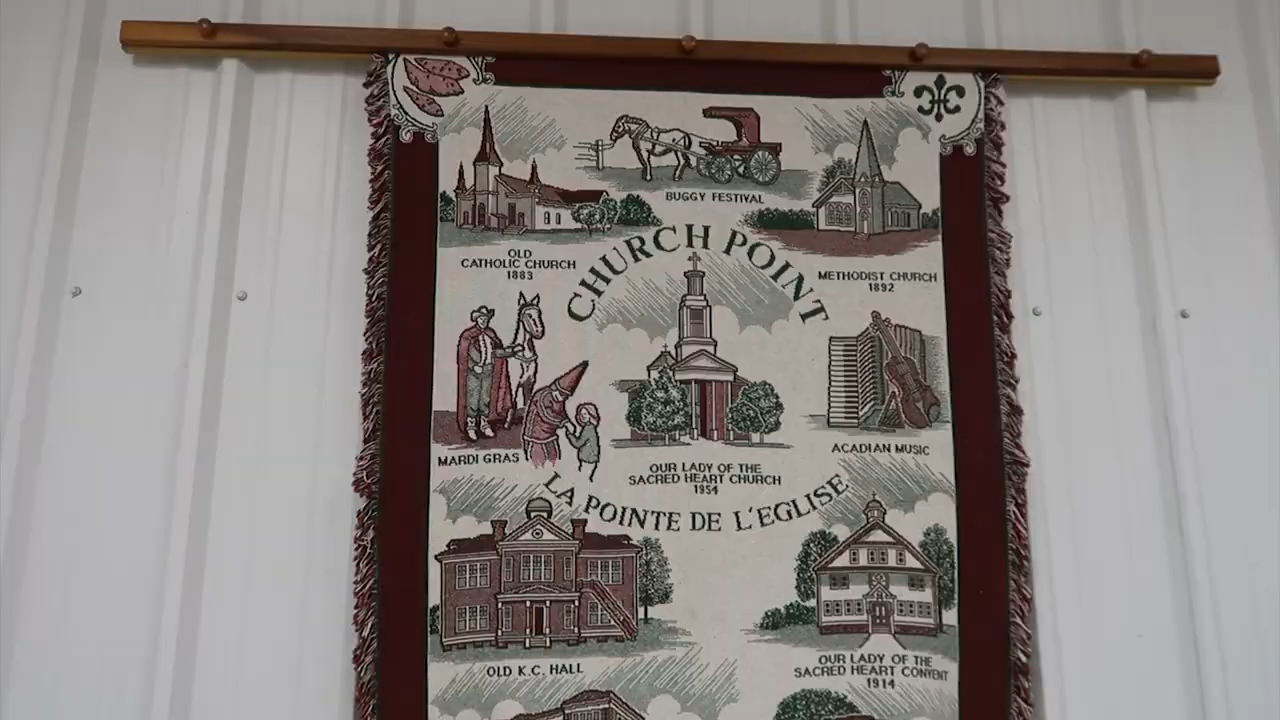 BUGGY FESTIVAL
OLD
CATHOLIC CHURCH
1883
CHURCH POINT
METHODIST CHURCH
1892
MARDI GRAS
OUR LADY OF THE
SACRED HEART CHURCH
1954
ACADIAN MUSIC
LA POINTE DE L'EGLISE
OLD K.C. HALL
OUR LADY OF THE
SACRED HEART CONVENT
1914